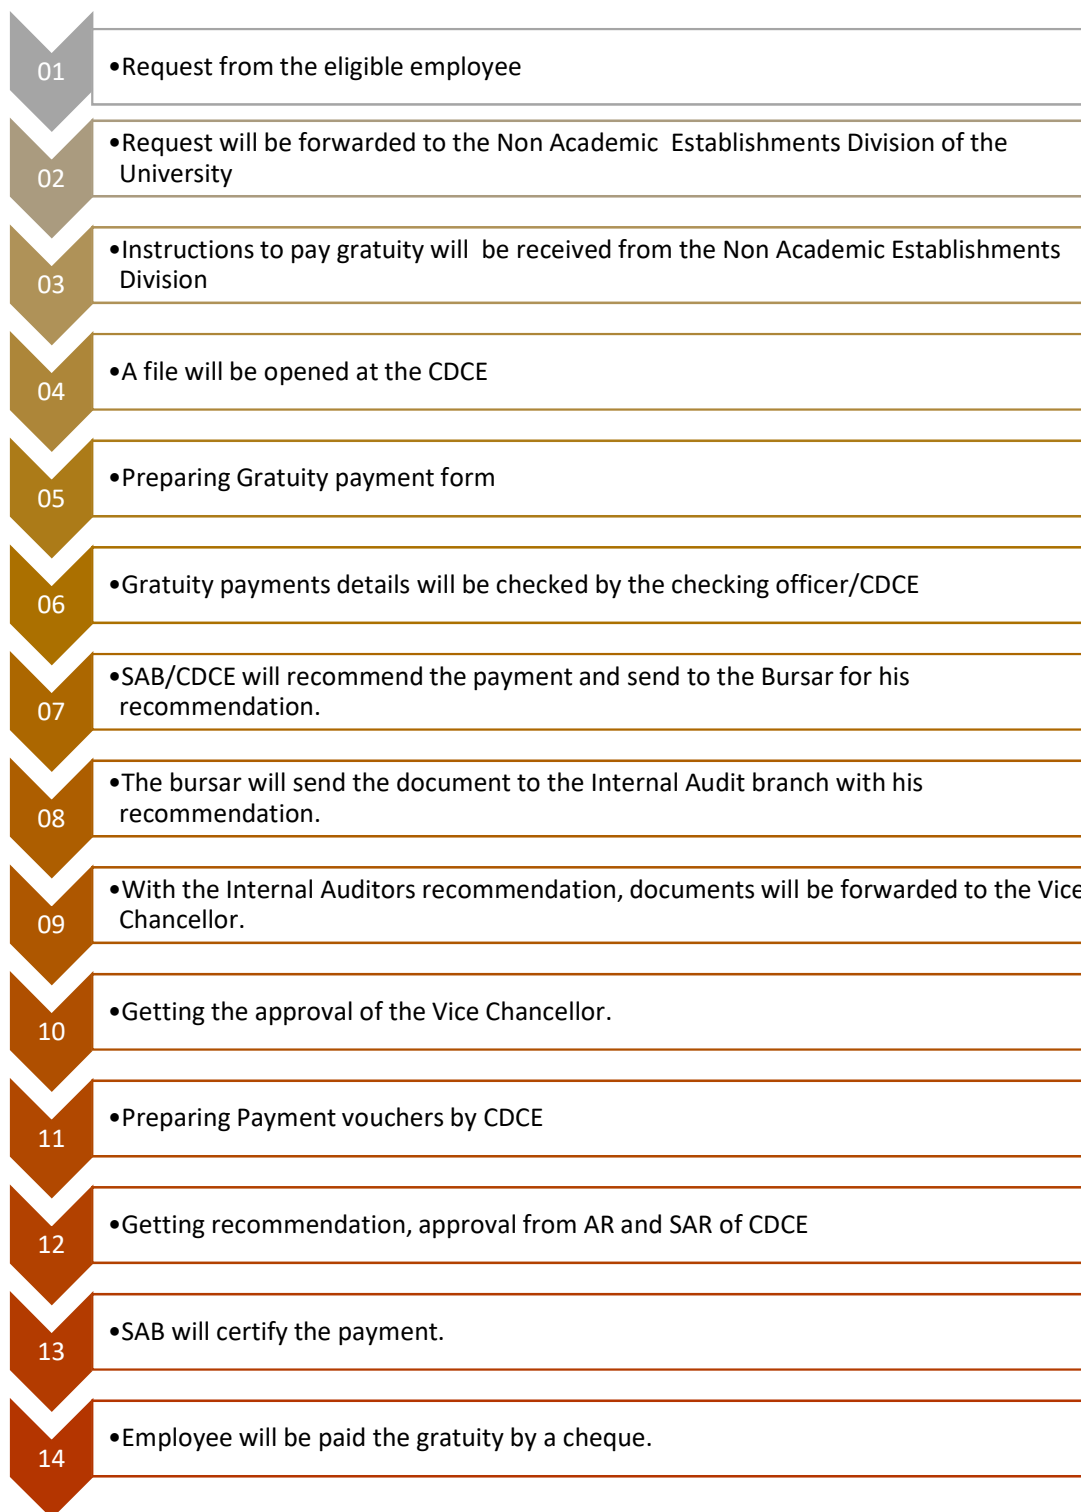 01
•Request from the eligible employee
02
•Request will be forwarded to the Non Academic  Establishments Division of the
University
03
•Instructions to pay gratuity will  be received from the Non Academic Establishments
Division
04
•A file will be opened at the CDCE
05
•Preparing Gratuity payment form
06
•Gratuity payments details will be checked by the checking officer/CDCE
07
•SAB/CDCE will recommend the payment and send to the Bursar for his
recommendation.
08
•The bursar will send the document to the Internal Audit branch with his
recommendation.
09
•With the Internal Auditors recommendation, documents will be forwarded to the Vice
Chancellor.
10
•Getting the approval of the Vice Chancellor.
11
•Preparing Payment vouchers by CDCE
12
•Getting recommendation, approval from AR and SAR of CDCE
13
•SAB will certify the payment.
14
•Employee will be paid the gratuity by a cheque.